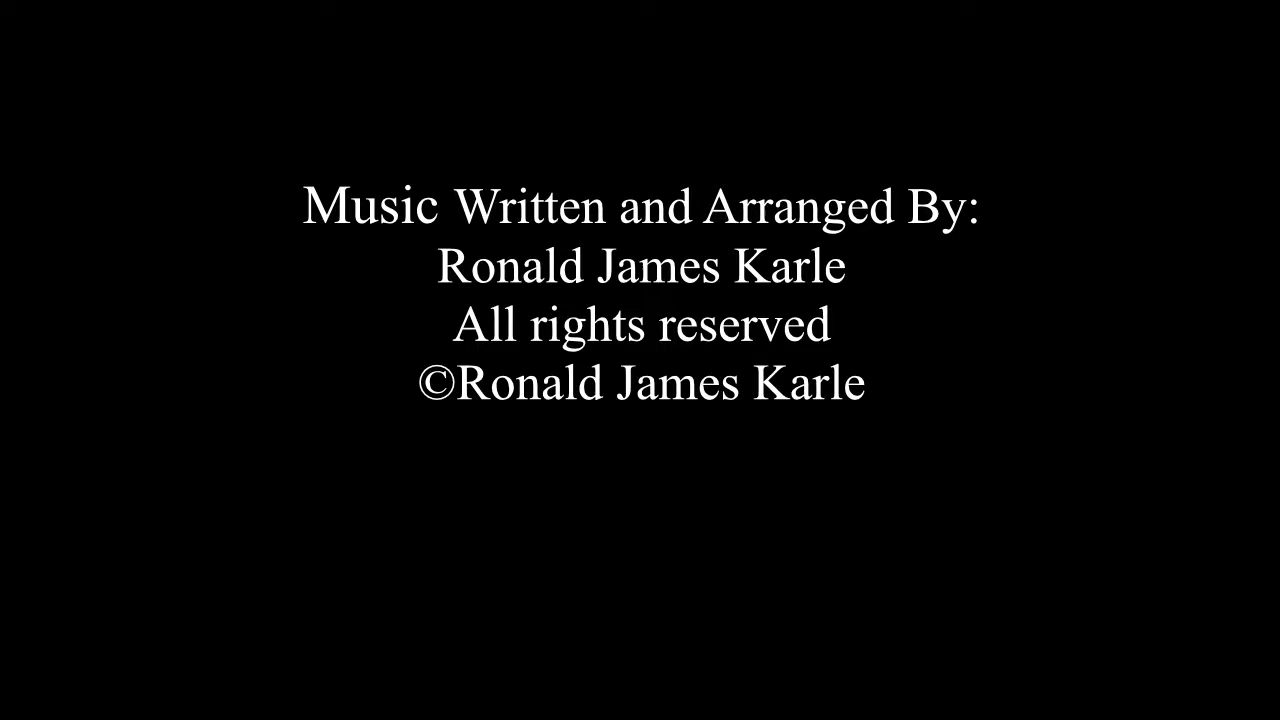 Music Written and Arranged By:
Ronald James Karle
All rights reserved
©Ronald James Karle